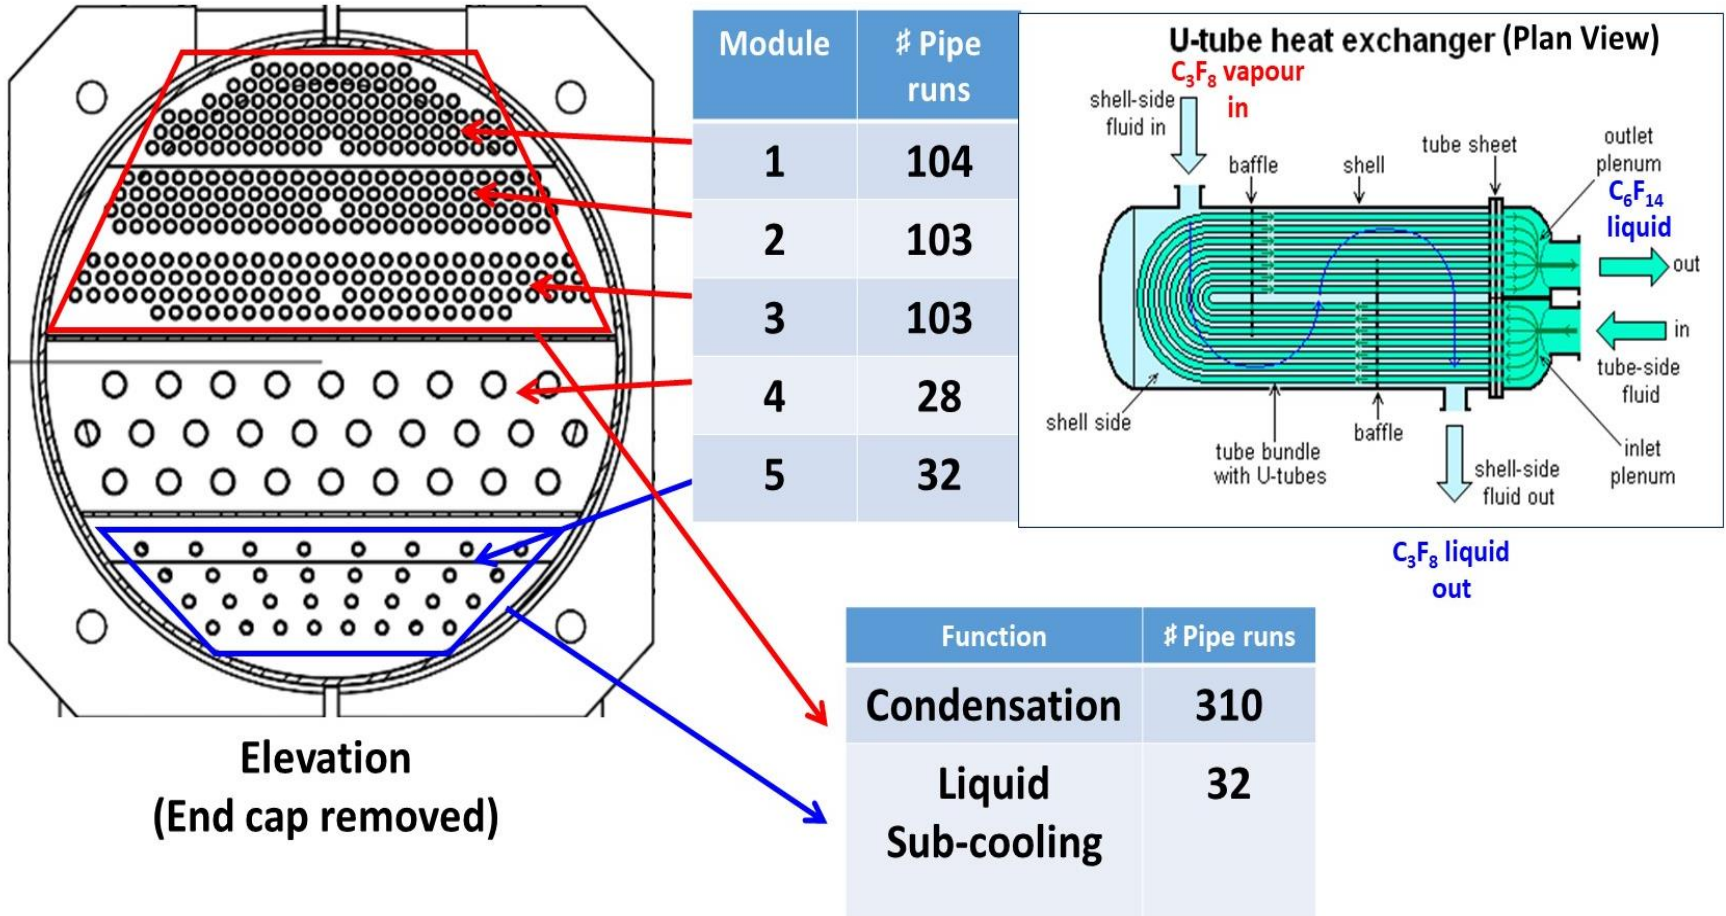 Module ♯ Pipe
runs
1 104
2 103
3 103
4 28
5 32
U-tube heat exchanger (Plan View)
C₃F₈ vapour
in
shell-side
fluid in
baffle
shell
tube sheet
outlet
plenum
C₆F₁₄
liquid
out
in
tube-side
fluid
inlet
plenum
shell side
tube bundle
with U-tubes
baffle
shell-side
fluid out
C₃F₈ liquid
out
Function ♯ Pipe runs
Condensation 310
Liquid 32
Sub-cooling
Elevation
(End cap removed)